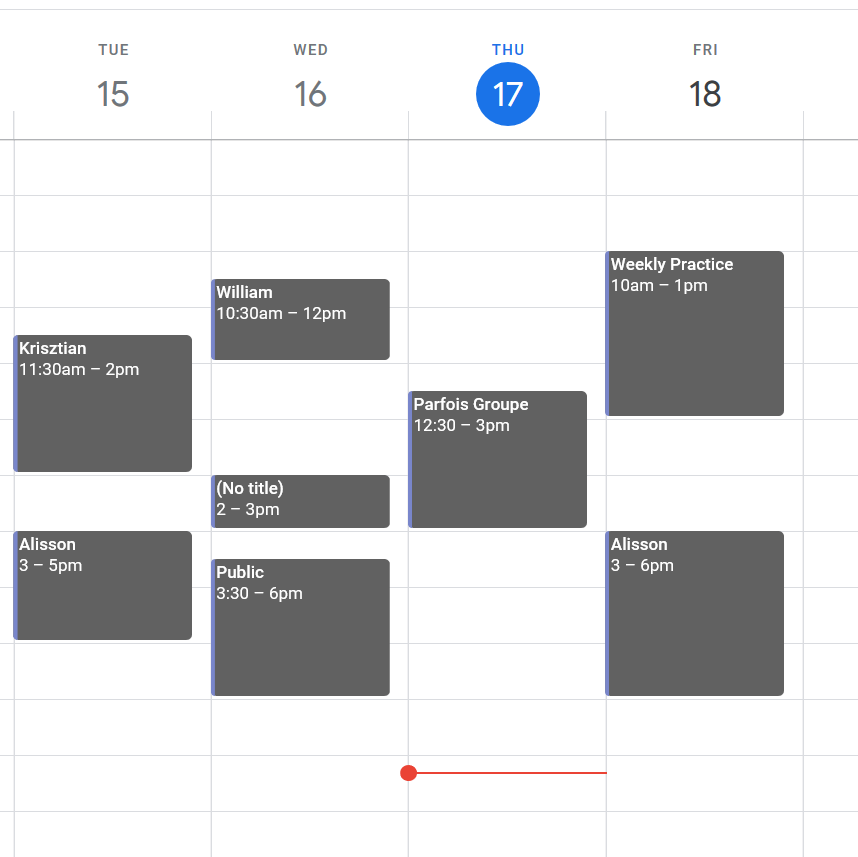 TUE
15
WED
16
THU
17
FRI
18
Krisztian
11:30am – 2pm
Alisson
3 – 5pm
William
10:30am – 12pm
(No title)
2 – 3pm
Public
3:30 – 6pm
Parfois Groupe
12:30 – 3pm
Weekly Practice
10am – 1pm
Alisson
3 – 6pm